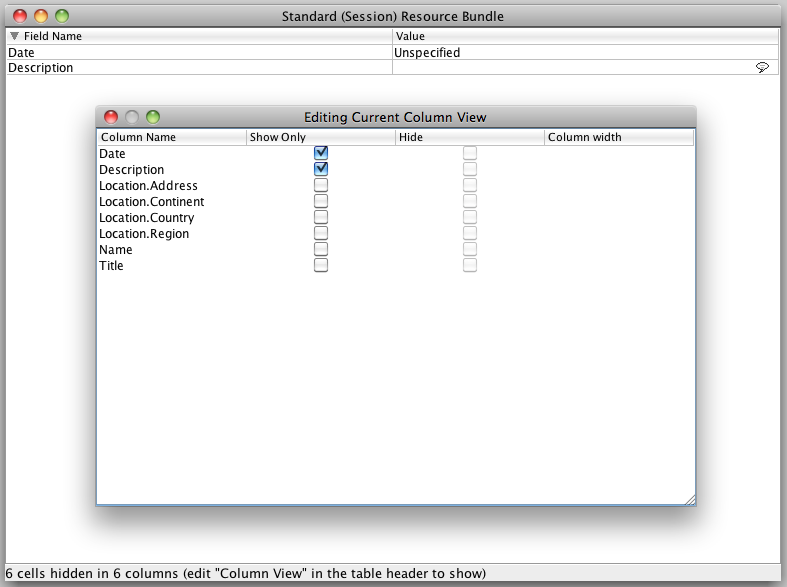 Standard (Session) Resource Bundle
Field Name Value
Date Unspecified
Description
Editing Current Column View
Column Name Show Only Hide Column width
Date
Description
Location.Address
Location.Continent
Location.Country
Location.Region
Name
Title
6 cells hidden in 6 columns (edit "Column View" in the table header to show)